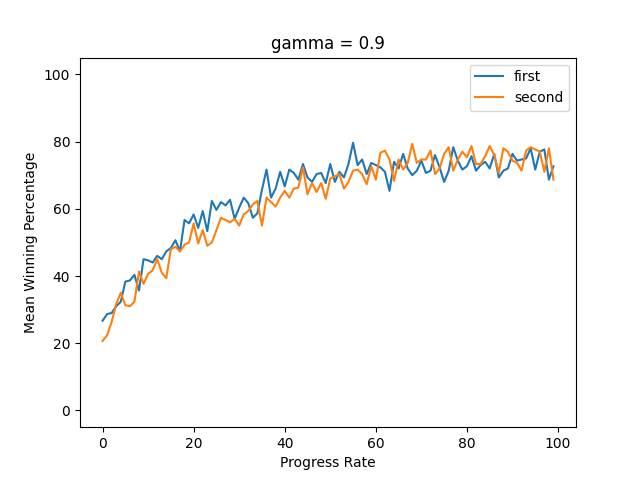 gamma = 0.9
first
second
Mean Winning Percentage
100
80
60
40
20
0
0 20 40 60 80 100
Progress Rate